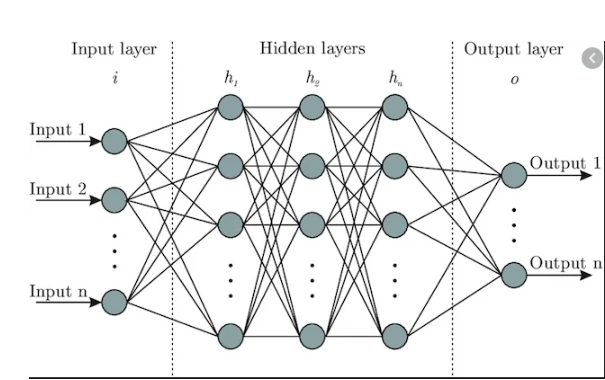 Input layer Hidden layers Output layer
i h₁ h₂ hₙ o
Input 1
Output 1
Input 2
Output n
Input n